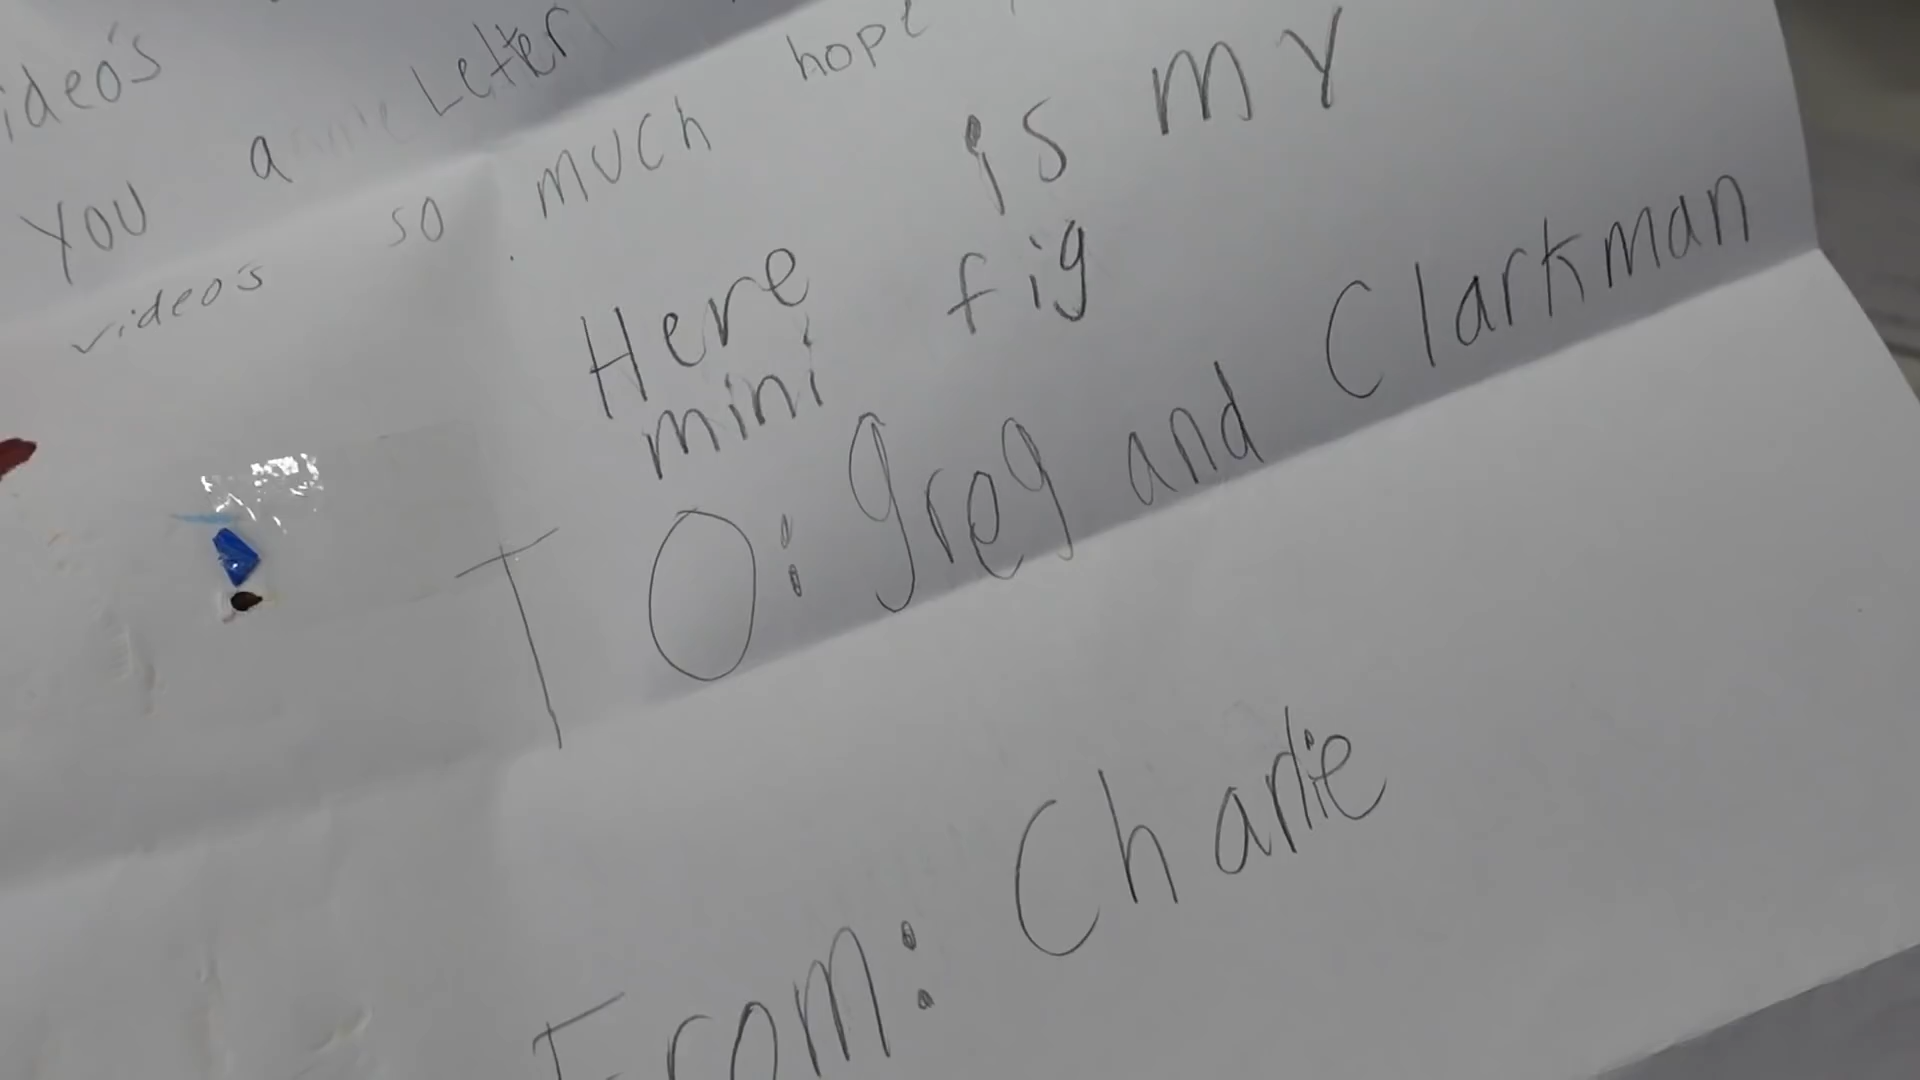 ideo's
you a Letter
videos so much hope
Here is my
mini fig
TO: Greg and Clarkman
From: Charlie